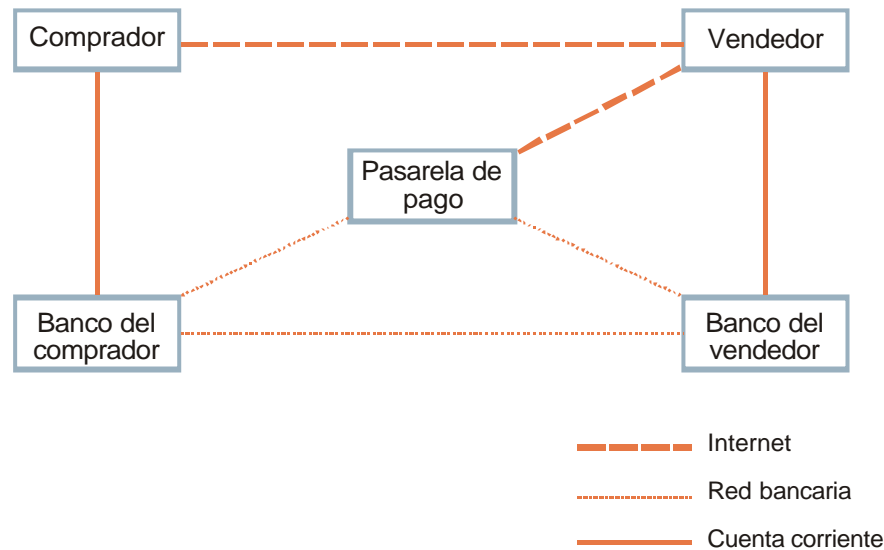 Comprador
Vendedor
Pasarela de
pago
Banco del
comprador
Banco del
vendedor
Internet
Red bancaria
Cuenta corriente